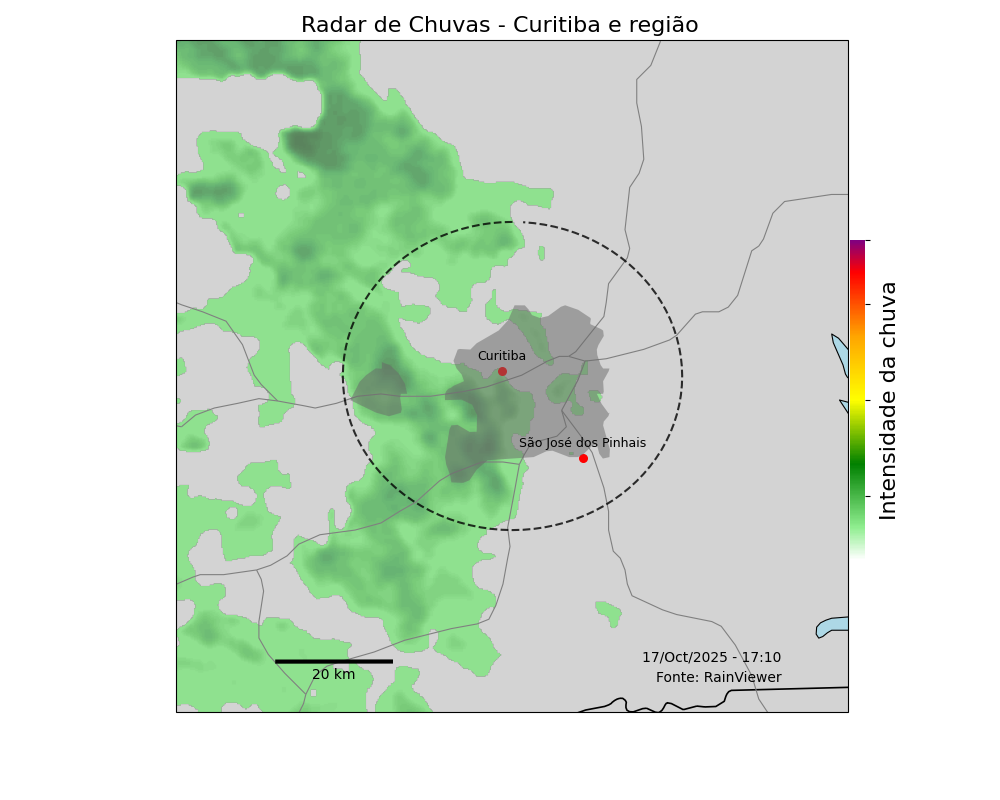 Radar de Chuvas - Curitiba e região
Curitiba
São José dos Pinhais
Intensidade da chuva
17/Oct/2025 - 17:10
Fonte: RainViewer
20 km